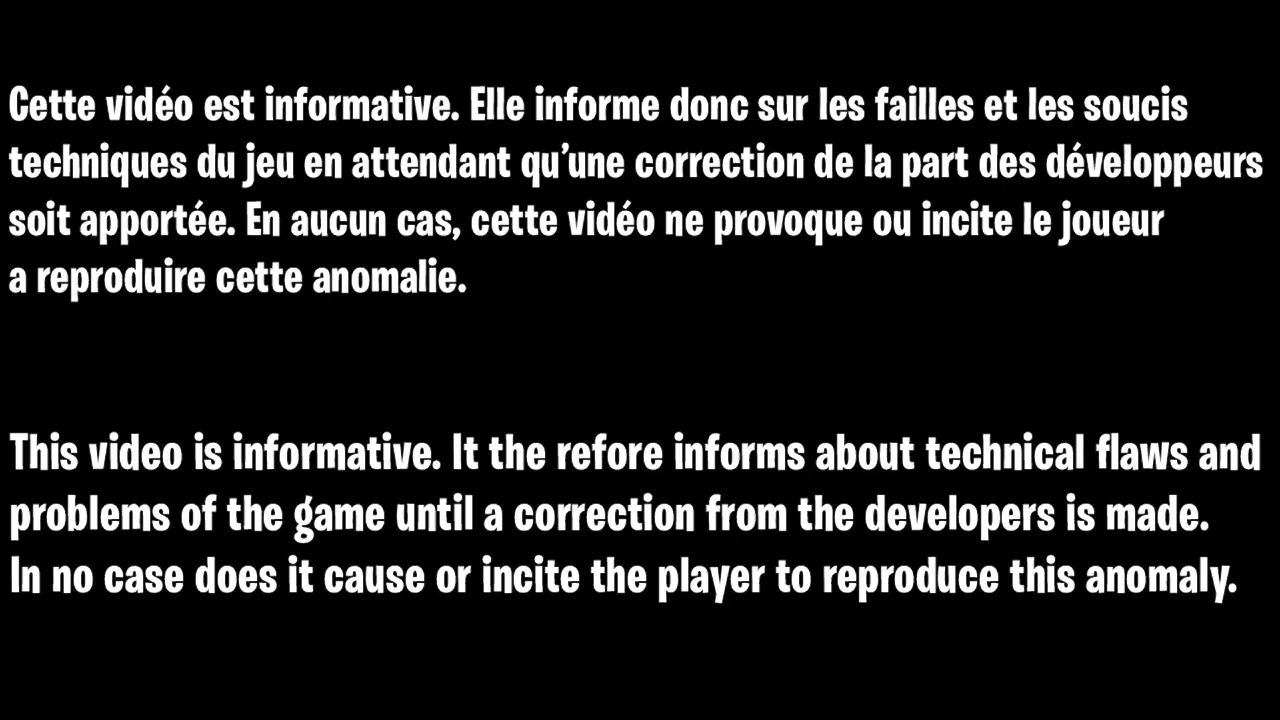 Cette vidéo est informative. Elle informe donc sur les failles et les soucis
techniques du jeu en attendant qu’une correction de la part des développeurs
soit apportée. En aucun cas, cette vidéo ne provoque ou incite le joueur
a reproduire cette anomalie.
This video is informative. It the refore informs about technical flaws and
problems of the game until a correction from the developers is made.
In no case does it cause or incite the player to reproduce this anomaly.